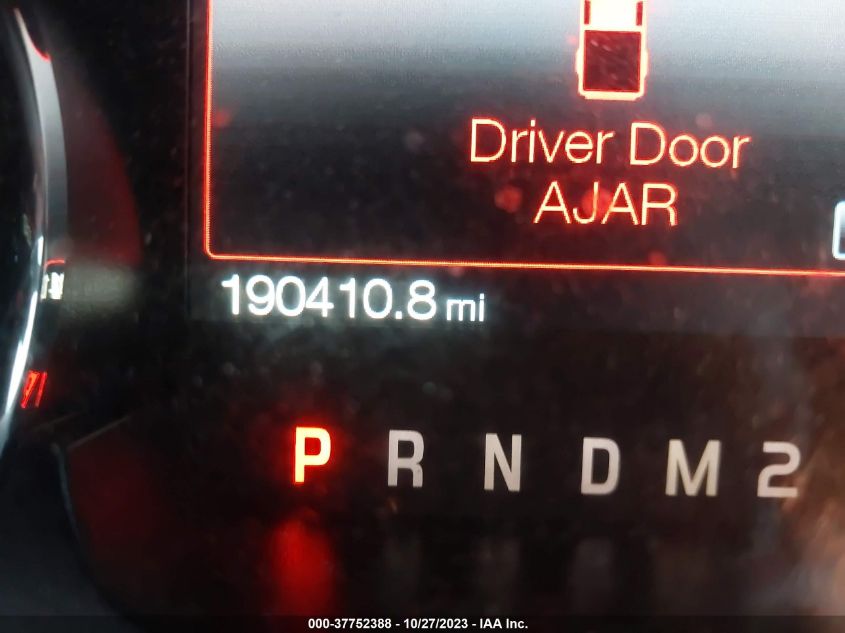 Driver Door
AJAR
190410.8 mi
P R N D M 2
000-37752388 - 10/27/2023 - IAA Inc.